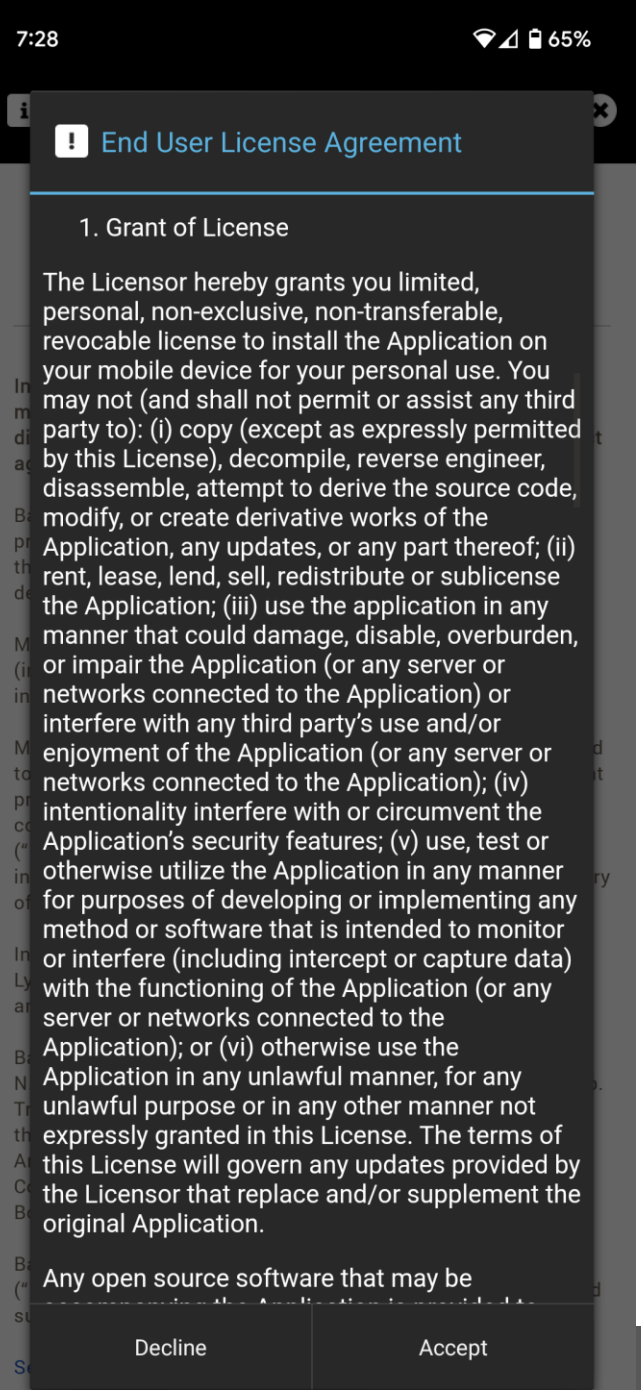 7:28
65%
End User License Agreement
1. Grant of License
The Licensor hereby grants you limited,
personal, non-exclusive, non-transferable,
revocable license to install the Application on
your mobile device for your personal use. You
may not (and shall not permit or assist any third
party to): (i) copy (except as expressly permitted
by this License), decompile, reverse engineer,
disassemble, attempt to derive the source code,
modify, or create derivative works of the
Application, any updates, or any part thereof; (ii)
rent, lease, lend, sell, redistribute or sublicense
the Application; (iii) use the application in any
manner that could damage, disable, overburden,
or impair the Application (or any server or
networks connected to the Application) or
interfere with any third party’s use and/or
enjoyment of the Application (or any server or
networks connected to the Application); (iv)
intentionality interfere with or circumvent the
Application’s security features; (v) use, test or
otherwise utilize the Application in any manner
for purposes of developing or implementing any
method or software that is intended to monitor
or interfere (including intercept or capture data)
with the functioning of the Application (or any
server or networks connected to the
Application); or (vi) otherwise use the
Application in any unlawful manner, for any
unlawful purpose or in any other manner not
expressly granted in this License. The terms of
this License will govern any updates provided by
the Licensor that replace and/or supplement the
original Application.
Any open source software that may be
accompanying the Application is provided to
Decline Accept